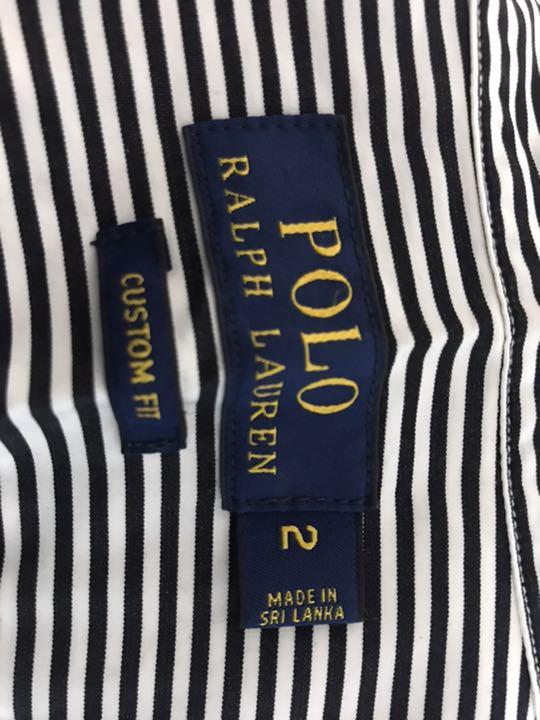 POLO
RALPH LAUREN
CUSTOM FIT
2
MADE IN
SRI LANKA